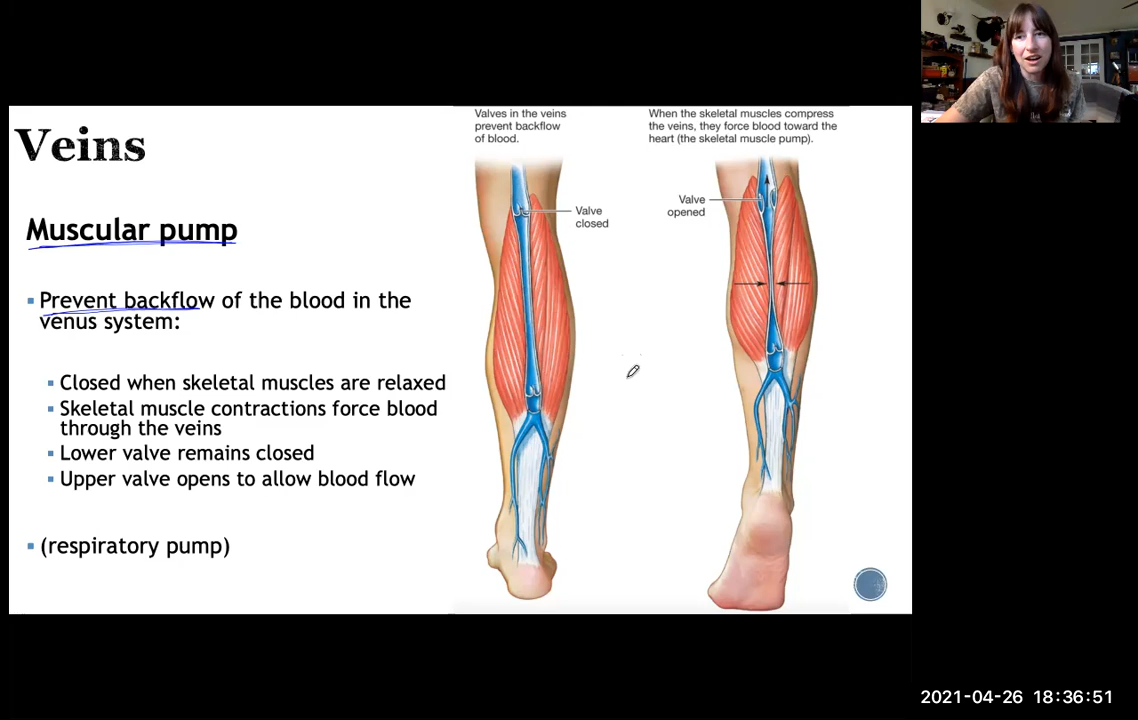 Veins
Muscular pump
Prevent backflow of the blood in the
venus system:
Closed when skeletal muscles are relaxed
Skeletal muscle contractions force blood
through the veins
Lower valve remains closed
Upper valve opens to allow blood flow
(respiratory pump)
Valves in the veins
prevent backflow
of blood.
Valve
closed
When the skeletal muscles compress
the veins, they force blood toward the
heart (the skeletal muscle pump).
Valve
opened
2021-04-26 18:36:51